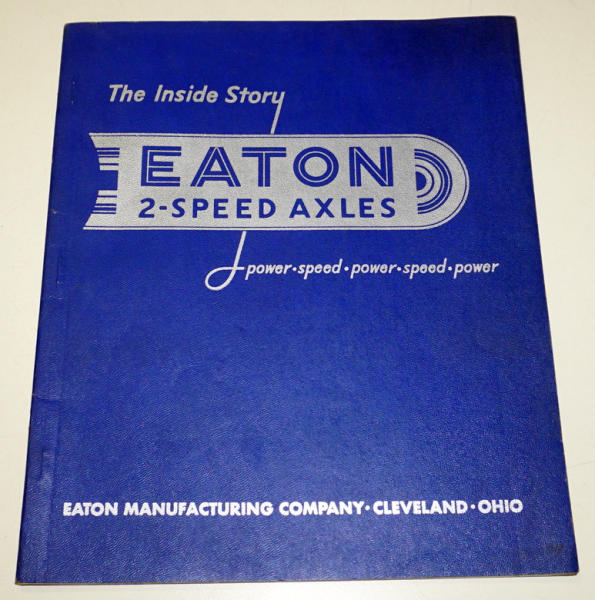 The Inside Story
EATON
2-SPEED AXLES
power·speed·power·speed·power
EATON MANUFACTURING COMPANY·CLEVELAND·OHIO